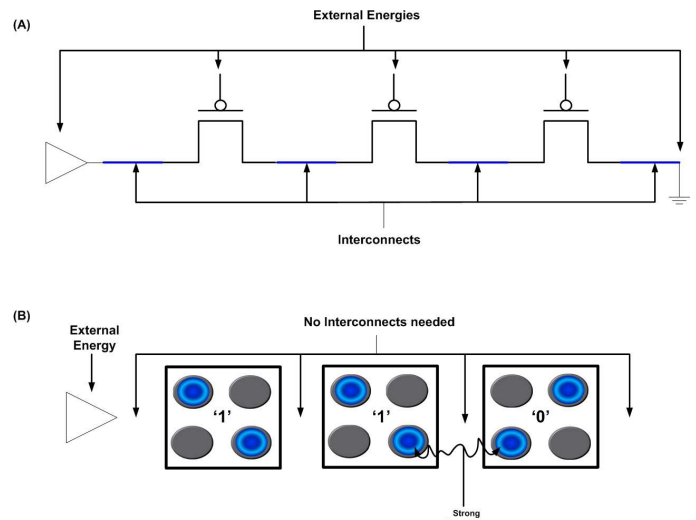 (A)
External Energies
Interconnects
(B)
External
Energy
No Interconnects needed
‘1’
‘1’
‘0’
Strong